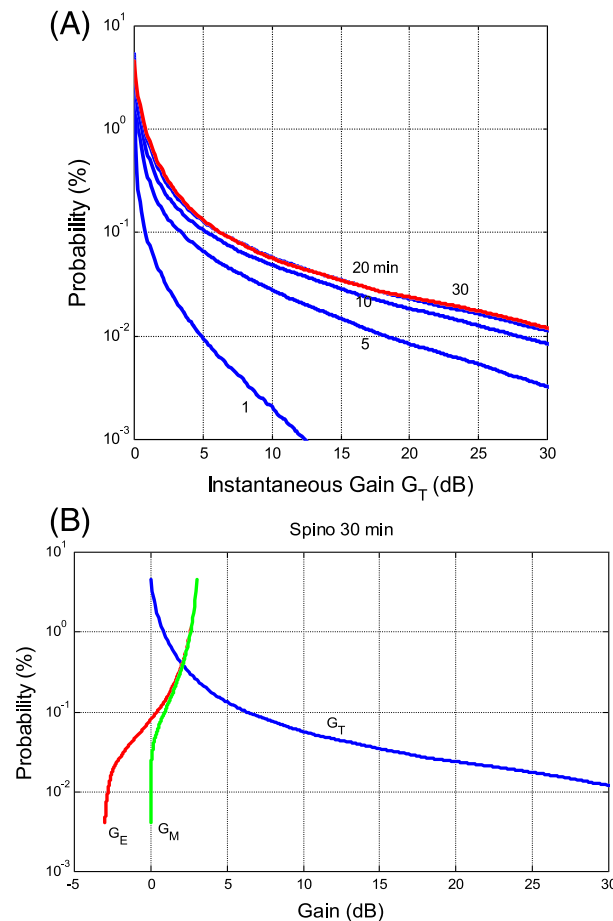 (A)
10^1
10^0
10^-1
10^-2
10^-3
Probability (%)
20 min
30
10
5
1
0 5 10 15 20 25 30
Instantaneous Gain G_T (dB)
(B)
Spino 30 min
10^1
10^0
10^-1
10^-2
10^-3
Probability (%)
G_T
G_E G_M
-5 0 5 10 15 20 25 30
Gain (dB)